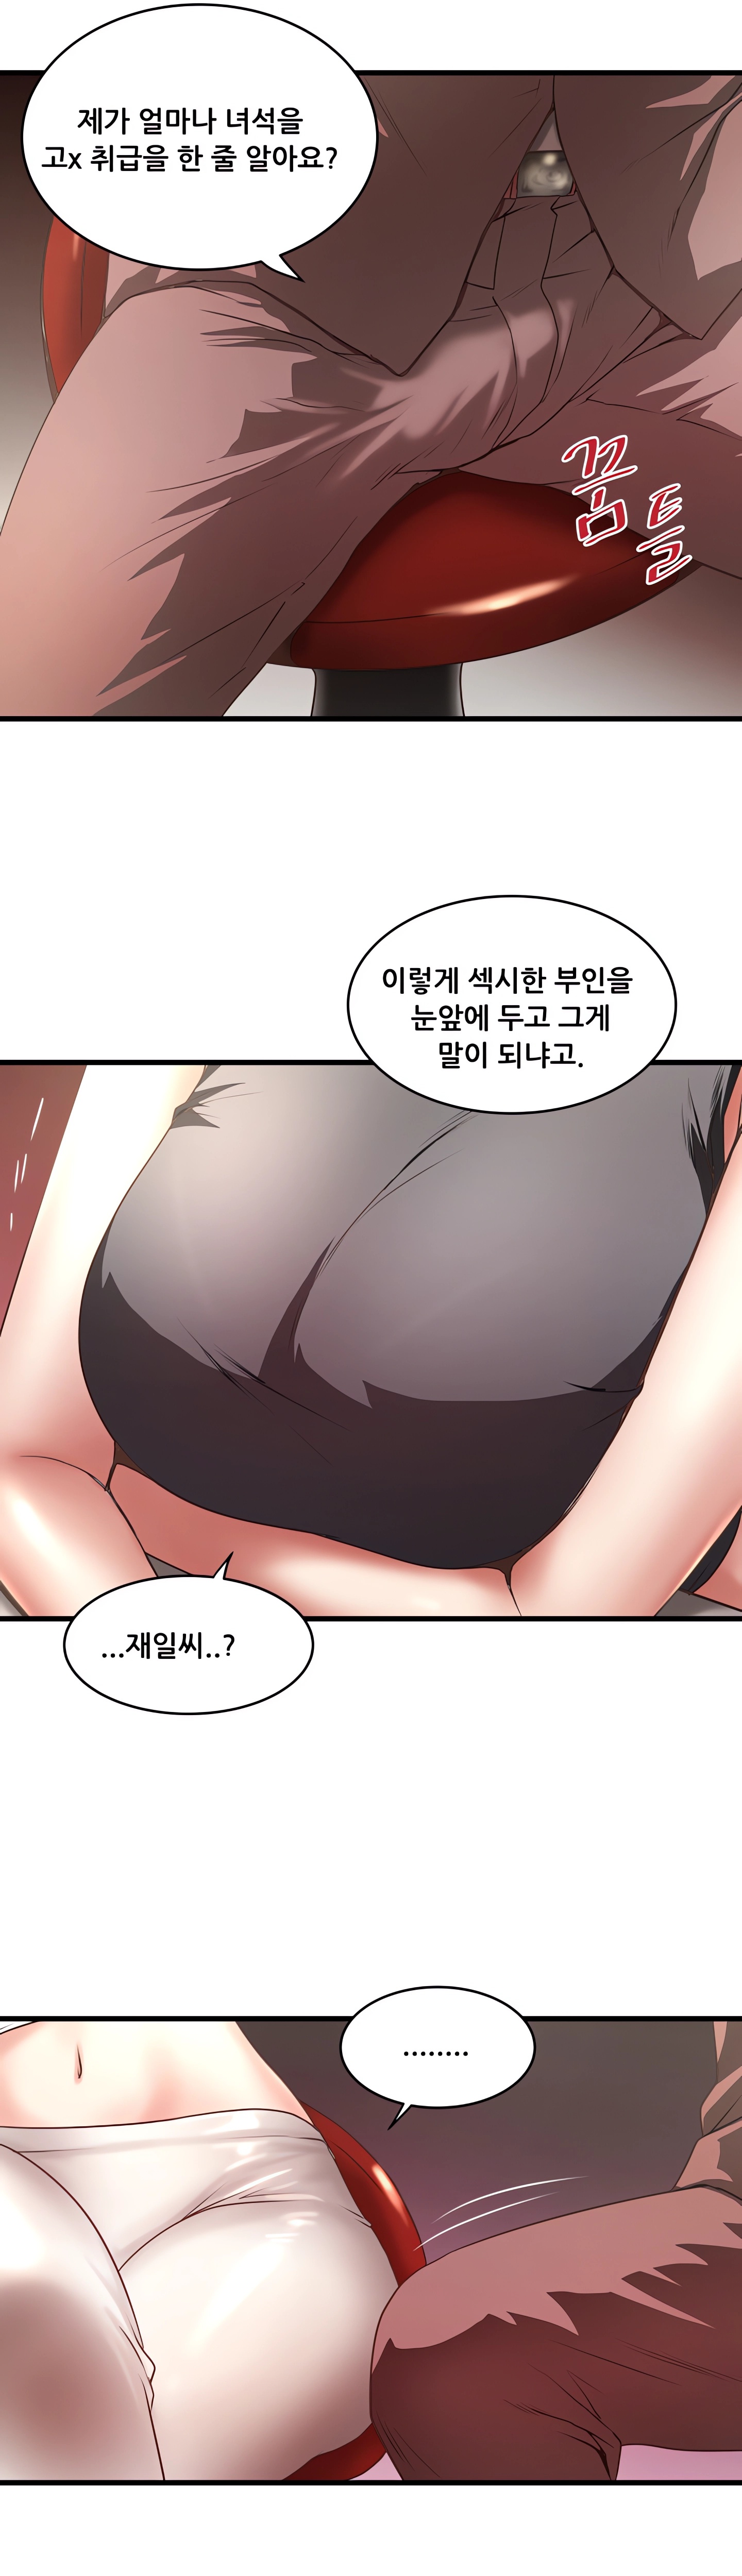 제가 얼마나 녀석을
고x 취급을 한 줄 알아요?
꿈틀
이렇게 섹시한 부인을
눈앞에 두고 그게
말이 되냐고.
...재일씨..?
........